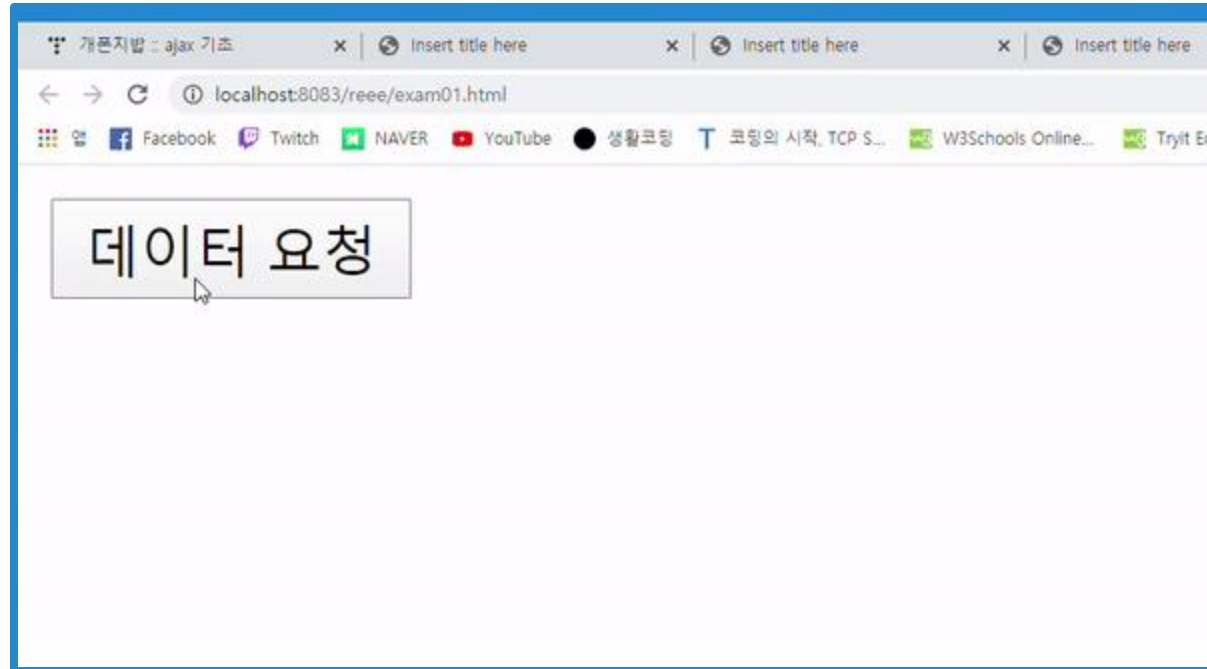 개폰지밥 :: ajax 기초 Insert title here Insert title here Insert title here
localhost:8083/reee/exam01.html
앱 Facebook Twitch NAVER YouTube 생활코딩 T 코딩의 시작, TCP S... W3Schools Online... Tryit Ed
데이터 요청